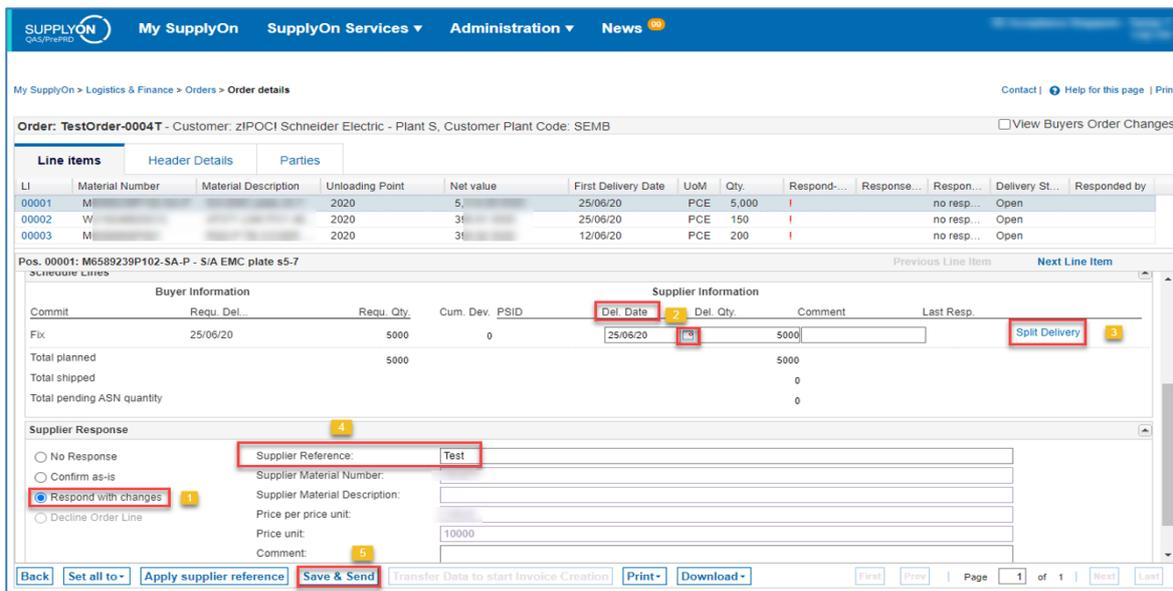 SUPPLYON My SupplyOn SupplyOn Services ▾ Administration ▾ News
QAS/PrePRD
My SupplyOn > Logistics & Finance > Orders > Order details Contact | Help for this page | Prin
Order: TestOrder-0004T - Customer: z!POC! Schneider Electric - Plant S, Customer Plant Code: SEMB View Buyers Order Changes
Line items Header Details Parties
LI Material Number Material Description Unloading Point Net value First Delivery Date UoM Qty. Respond-... Response... Respon... Delivery St... Responded by
00001 M 2020 5, 25/06/20 PCE 5,000 ! no resp... Open
00002 W 2020 25/06/20 PCE 150 ! no resp... Open
00003 M 2020 12/06/20 PCE 200 ! no resp... Open
Pos. 00001: M6589239P102-SA-P - S/A EMC plate s5-7 Previous Line Item Next Line Item
Schedule Lines
Buyer Information Supplier Information
Commit Requ. Del... Requ. Qty. Cum. Dev. PSID Del. Date 2 Del. Qty. Comment Last Resp.
Fix 25/06/20 5000 0 25/06/20 5000 Split Delivery 3
Total planned 5000 5000
Total shipped 0
Total pending ASN quantity 0
4
Supplier Response
No Response Supplier Reference: Test
Confirm as-is Supplier Material Number:
Respond with changes 1 Supplier Material Description:
Decline Order Line Price per price unit:
Price unit: 10000
Comment: 5
Back Set all to Apply supplier reference Save & Send Transfer Data to start Invoice Creation Print Download First Prev | Page 1 of 1 | Next Last